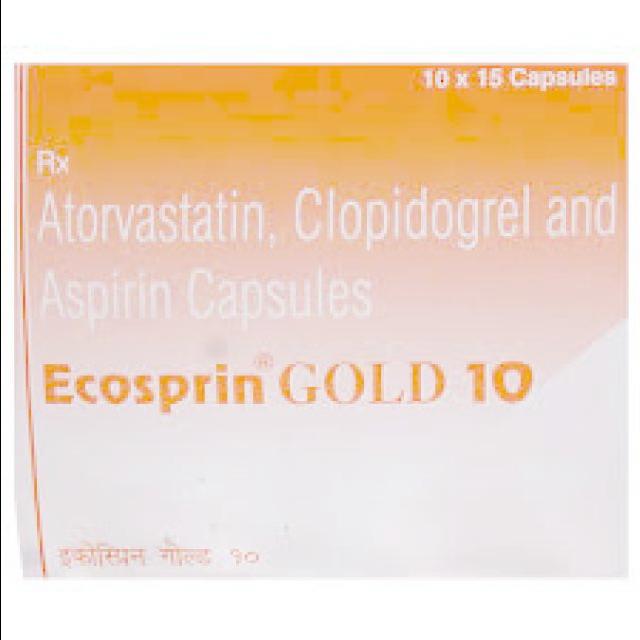 10 x 15 Capsules
Rx
Atorvastatin, Clopidogrel and
Aspirin Capsules
Ecosprin® GOLD 10
इकोस्प्रिन गोल्ड १०